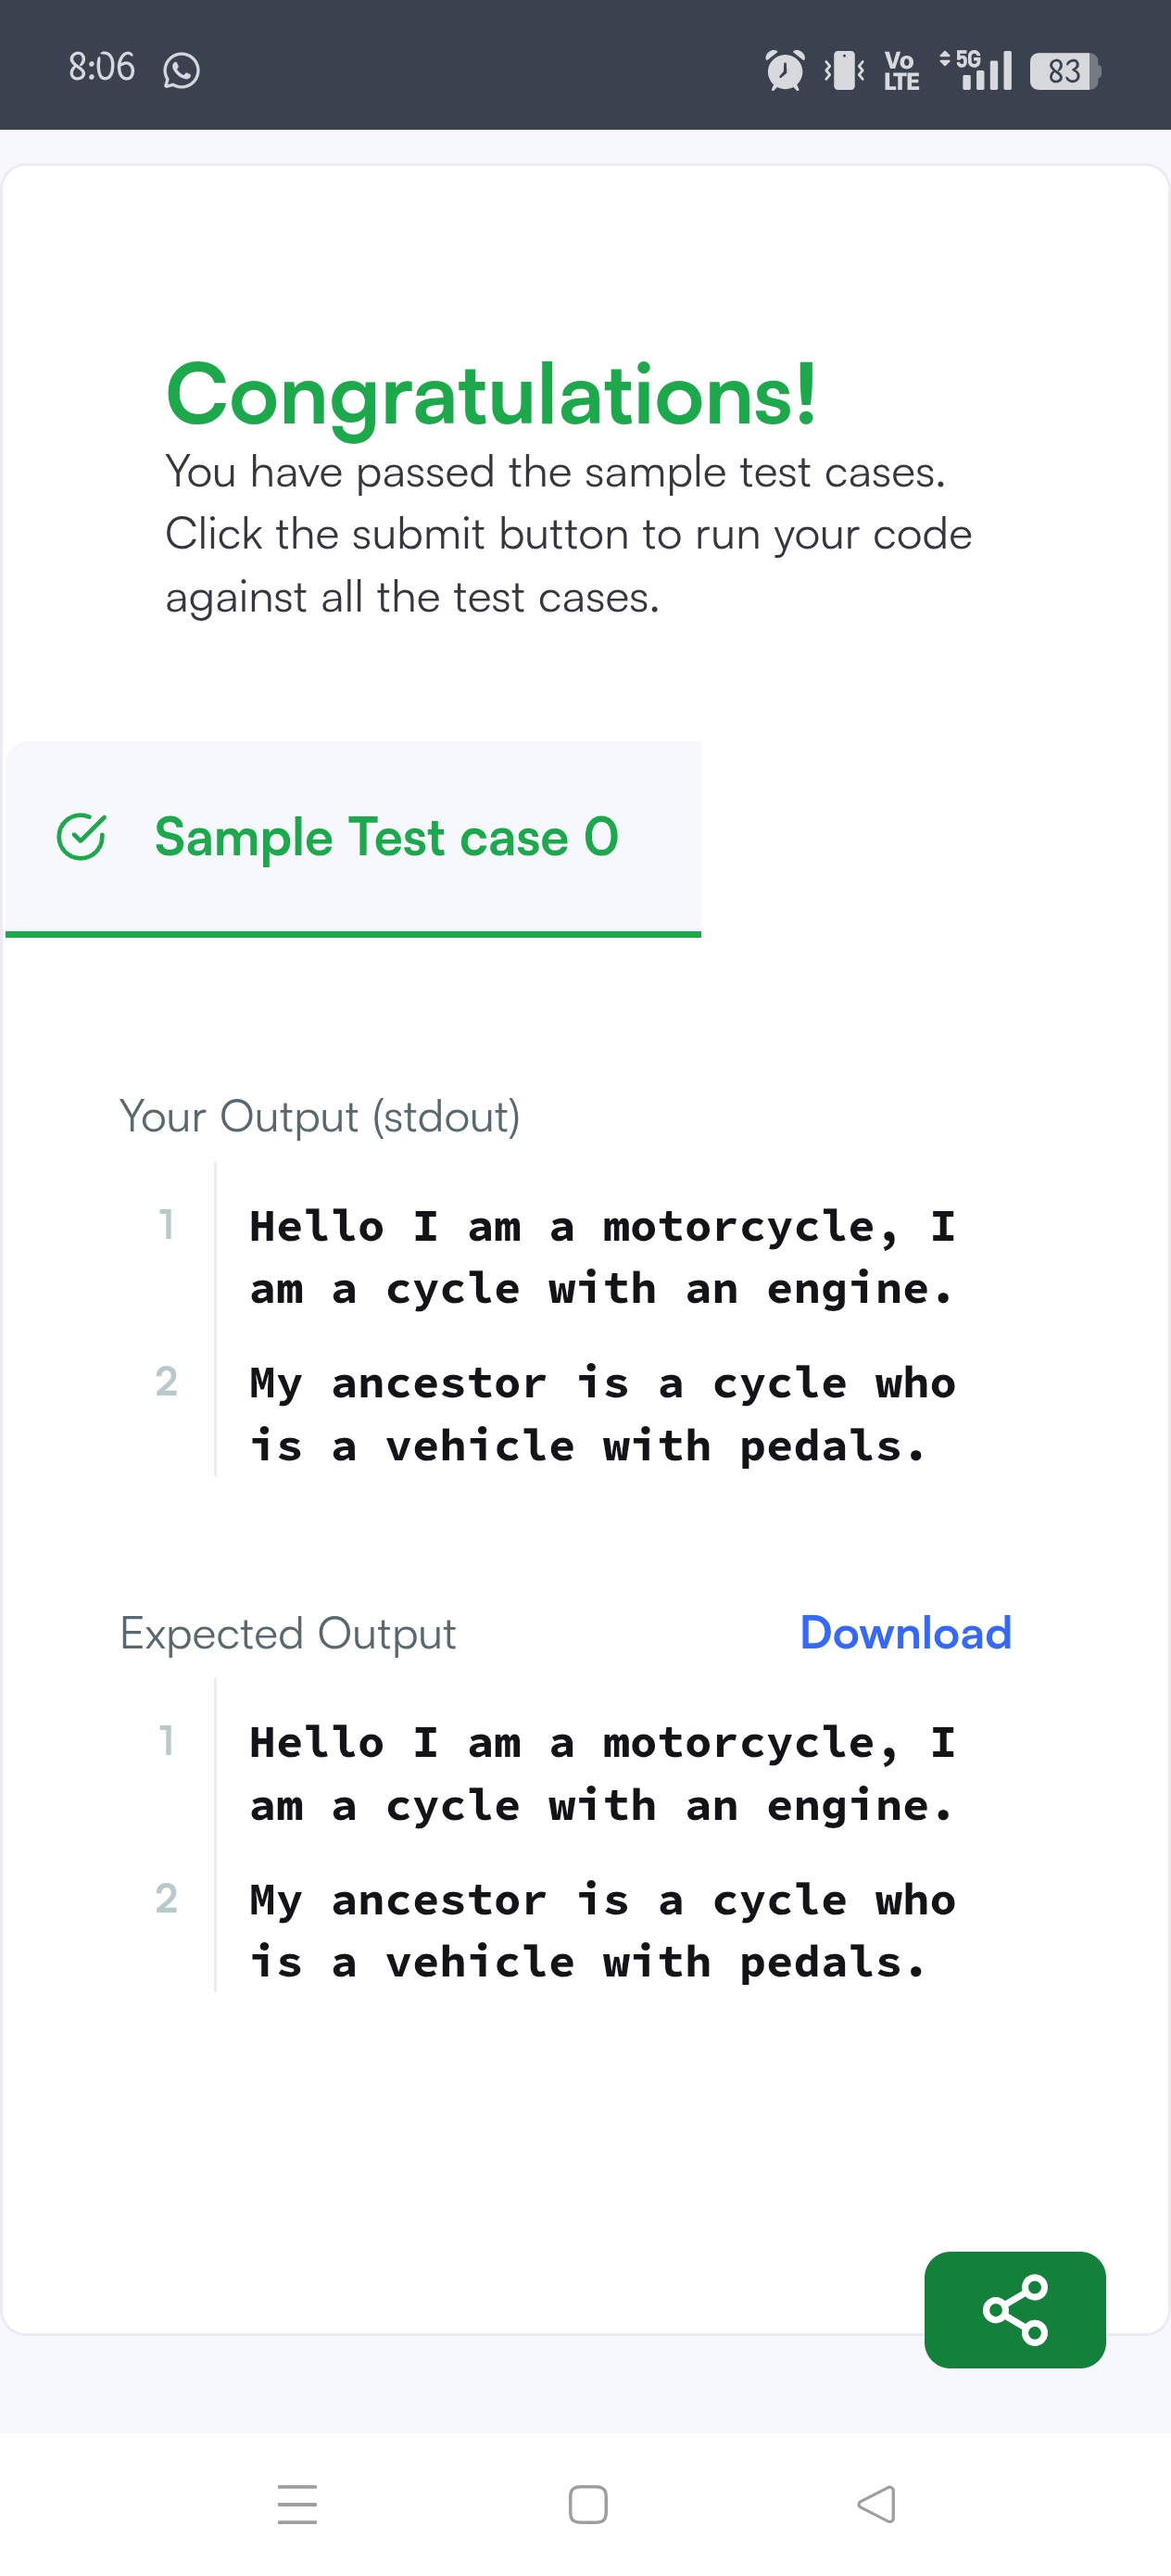 8:06
Vo LTE 5G 83
Congratulations!
You have passed the sample test cases.
Click the submit button to run your code
against all the test cases.
Sample Test case 0
Your Output (stdout)
1 Hello I am a motorcycle, I
am a cycle with an engine.
2 My ancestor is a cycle who
is a vehicle with pedals.
Expected Output Download
1 Hello I am a motorcycle, I
am a cycle with an engine.
2 My ancestor is a cycle who
is a vehicle with pedals.